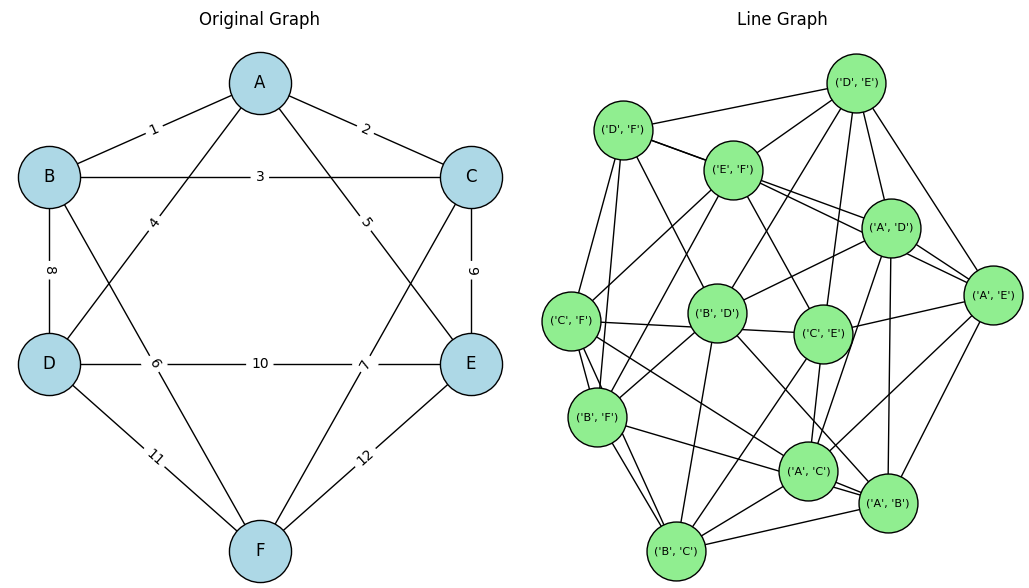 Original Graph
A
1
2
B
3
C
4
5
8
9
D
6
10
7
E
11
12
F
Line Graph
('D', 'E')
('D', 'F')
('E', 'F')
('A', 'D')
('A', 'E')
('B', 'D')
('C', 'F')
('C', 'E')
('B', 'F')
('A', 'C')
('A', 'B')
('B', 'C')